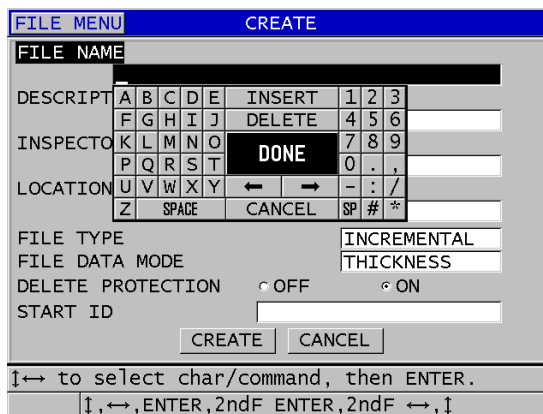 FILE MENU CREATE
FILE NAME
DESCRIPT
A B C D E INSERT 1 2 3
F G H I J DELETE 4 5 6
INSPECTO
K L M N O DONE 7 8 9
P Q R S T 0 . ,
LOCATION
U V W X Y ← → - : /
Z SPACE CANCEL SP # *
FILE TYPE INCREMENTAL
FILE DATA MODE THICKNESS
DELETE PROTECTION OFF ON
START ID
CREATE CANCEL
↕↔ to select char/command, then ENTER.
↕,↔,ENTER,2ndF ENTER,2ndF ↔,↕